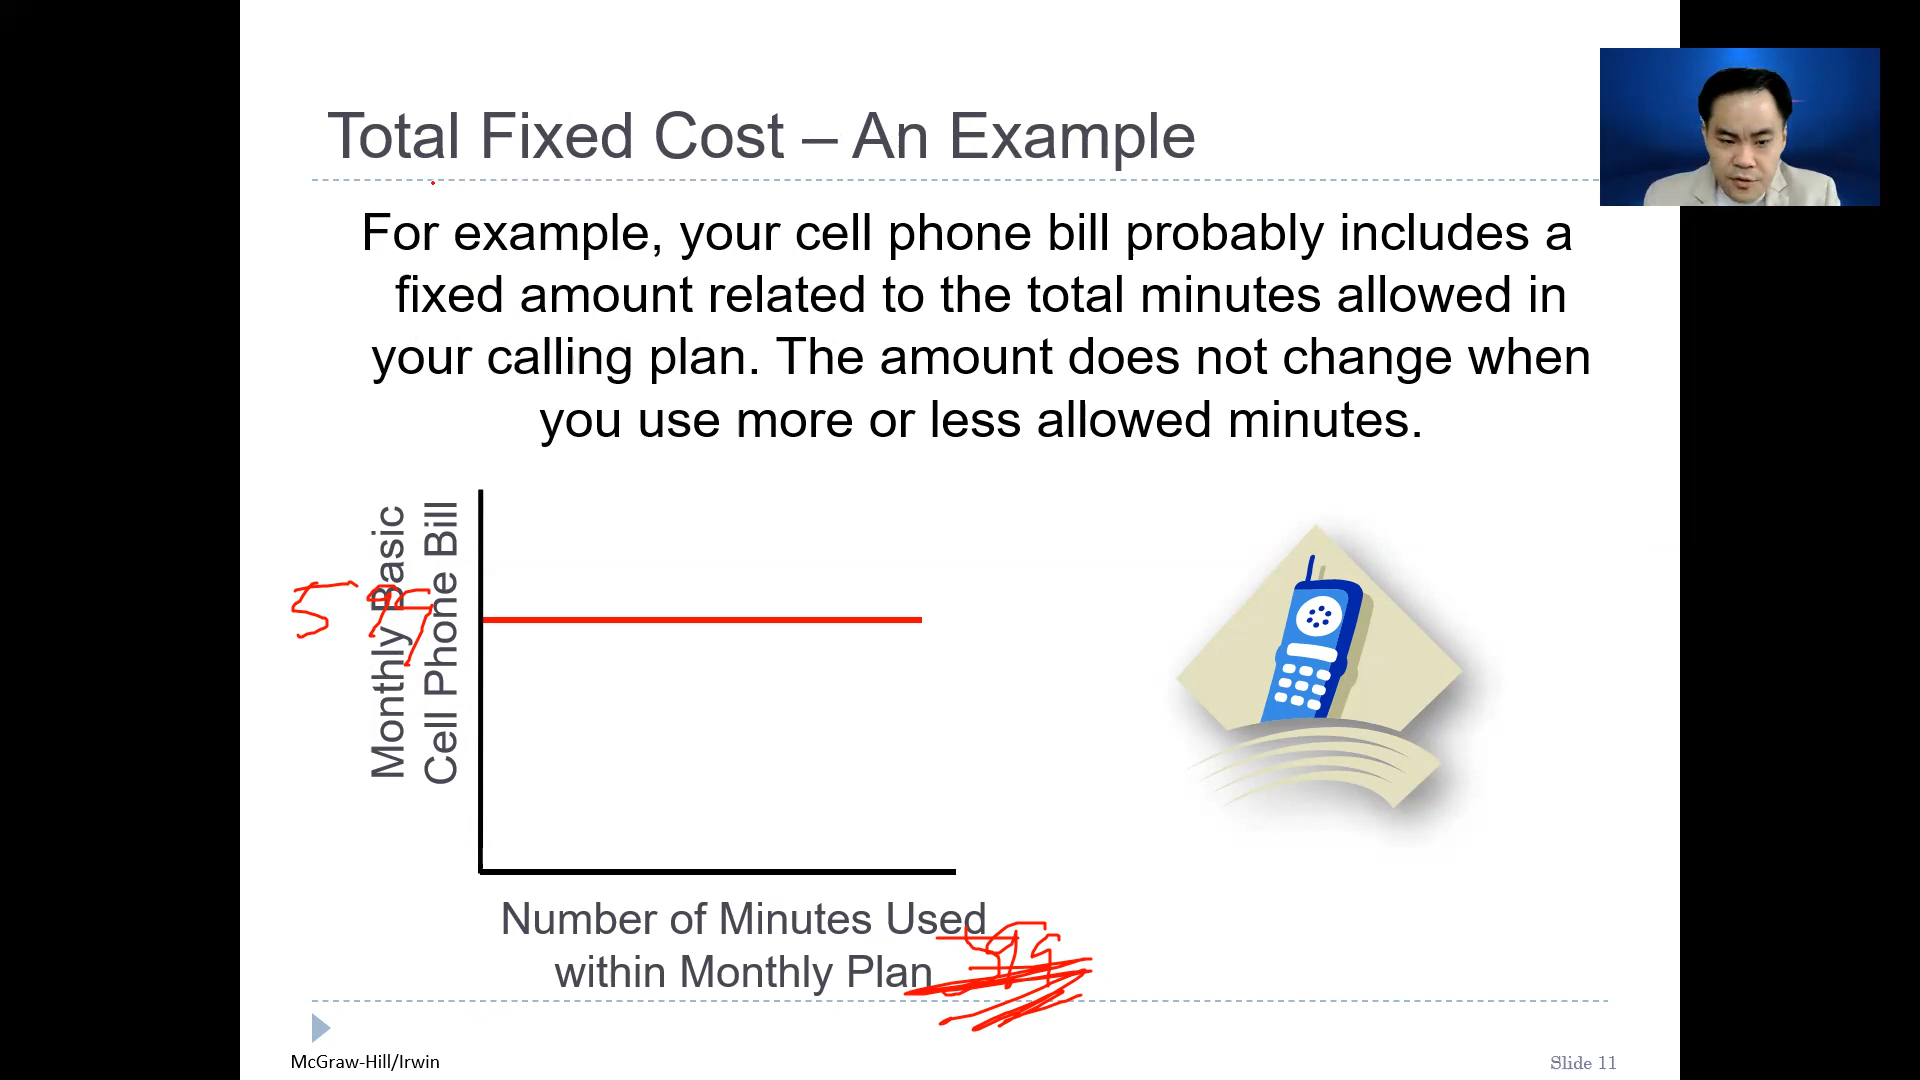 Total Fixed Cost – An Example
For example, your cell phone bill probably includes a
fixed amount related to the total minutes allowed in
your calling plan. The amount does not change when
you use more or less allowed minutes.
Monthly Basic
Cell Phone Bill
Number of Minutes Used
within Monthly Plan
McGraw-Hill/Irwin
Slide 11